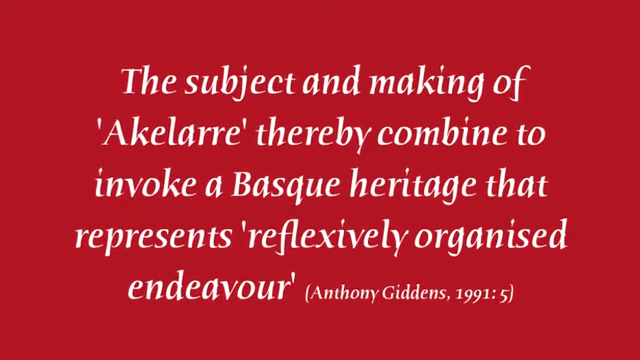 The subject and making of
'Akelarre' thereby combine to
invoke a Basque heritage that
represents 'reflexively organised
endeavour' (Anthony Giddens, 1991: 5)